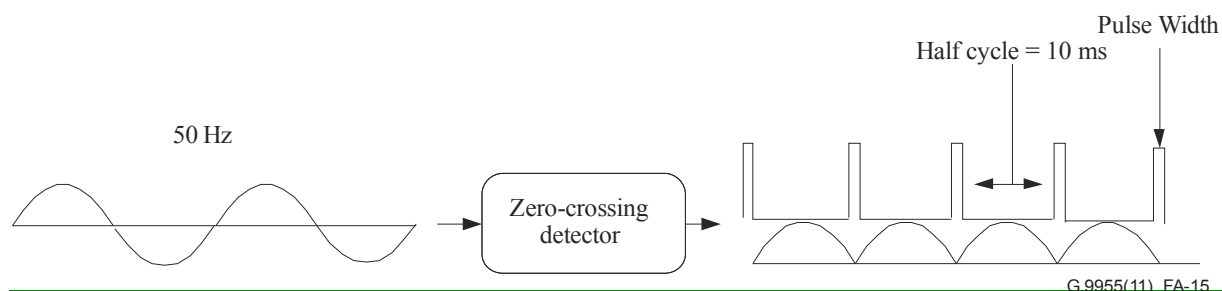 Pulse Width
Half cycle = 10 ms
50 Hz
Zero-crossing
detector
G.9955(11)_FA-15